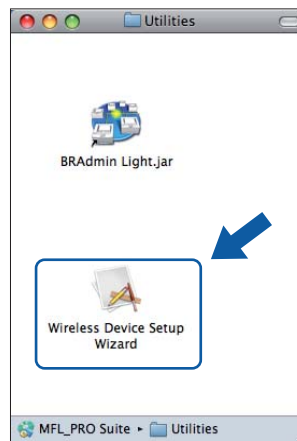 Utilities
BRAdmin Light.jar
Wireless Device Setup
Wizard
MFL_PRO Suite ▸ Utilities